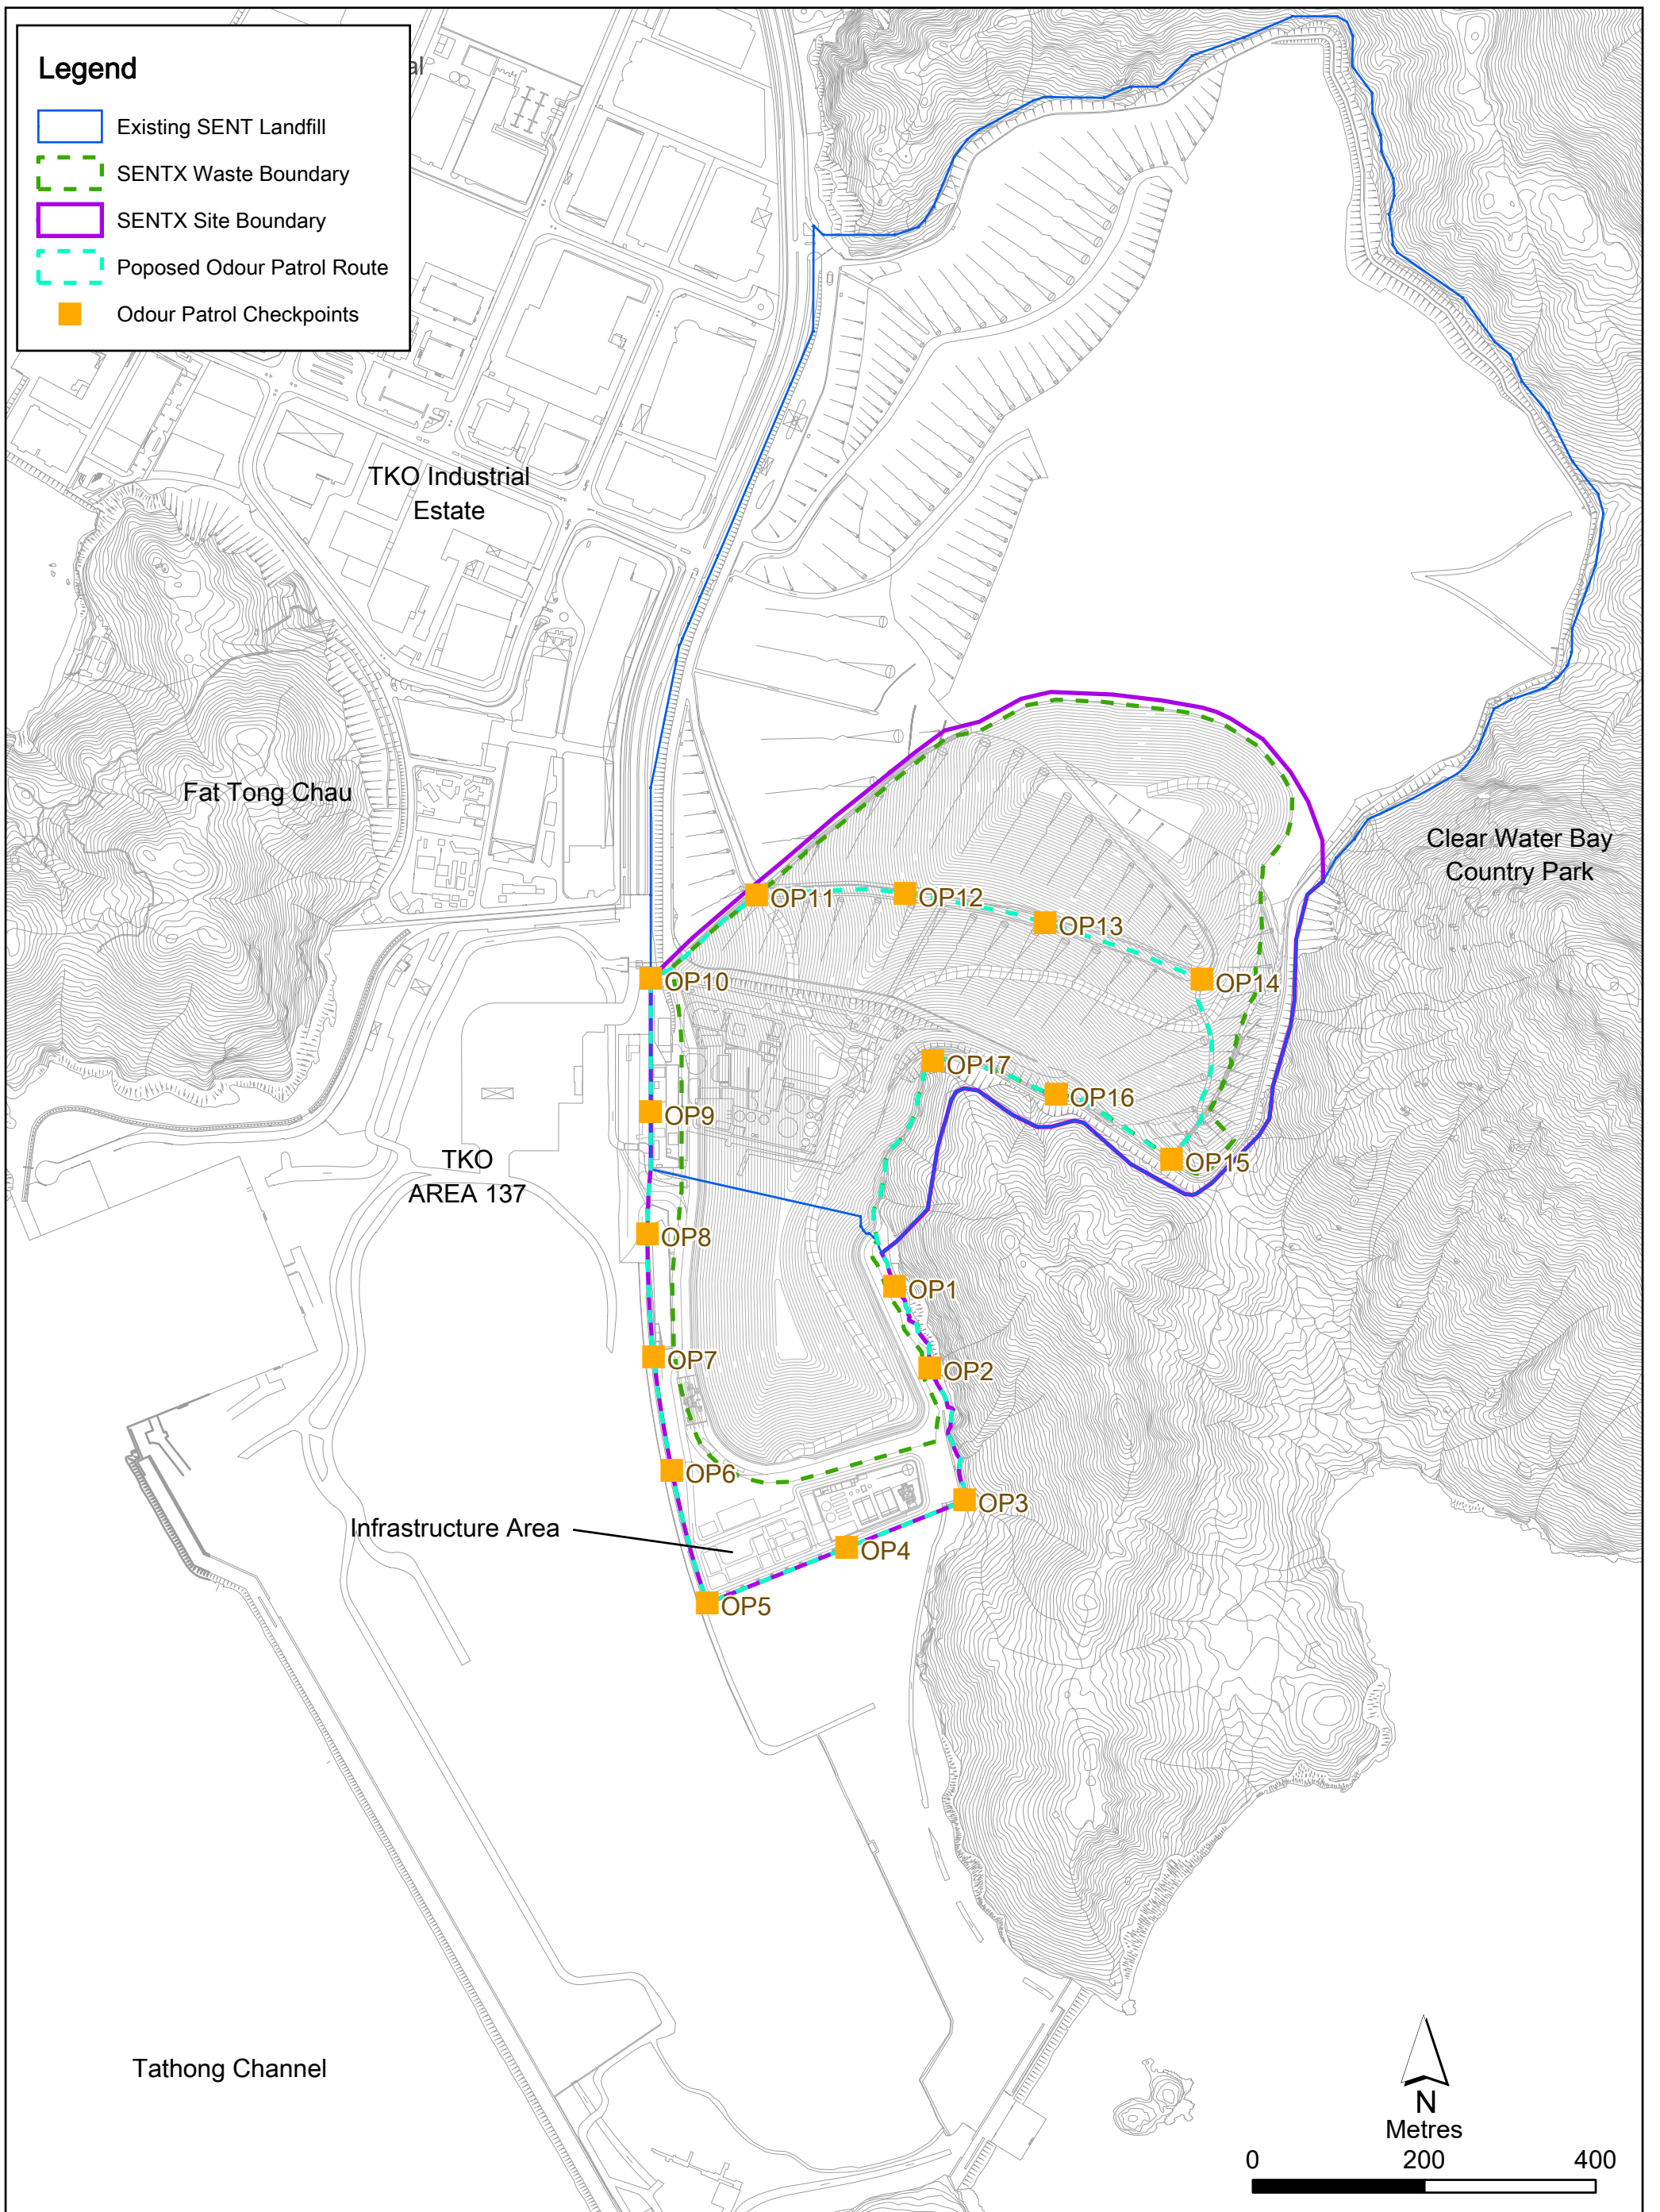 Legend
al
Existing SENT Landfill
SENTX Waste Boundary
SENTX Site Boundary
Poposed Odour Patrol Route
Odour Patrol Checkpoints
TKO Industrial
Estate
Fat Tong Chau
Clear Water Bay
Country Park
OP11
OP12
OP13
OP10
OP14
OP17
OP16
OP9
OP15
TKO
AREA 137
OP8
OP1
OP7
OP2
OP6
OP3
Infrastructure Area
OP4
OP5
Tathong Channel
N
Metres
0 200 400